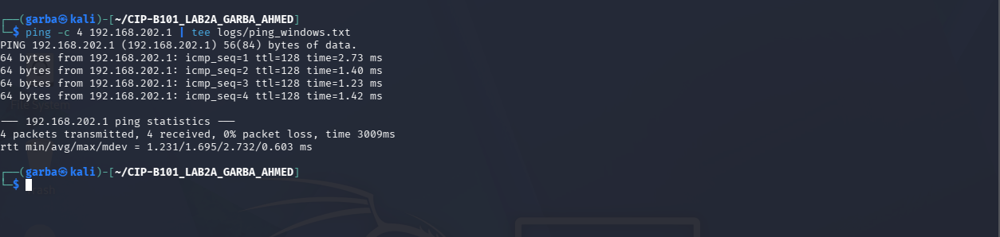 ┌──(garba㉿kali)-[~/CIP-B101_LAB2A_GARBA_AHMED]
└─$ ping -c 4 192.168.202.1 | tee logs/ping_windows.txt
PING 192.168.202.1 (192.168.202.1) 56(84) bytes of data.
64 bytes from 192.168.202.1: icmp_seq=1 ttl=128 time=2.73 ms
64 bytes from 192.168.202.1: icmp_seq=2 ttl=128 time=1.40 ms
64 bytes from 192.168.202.1: icmp_seq=3 ttl=128 time=1.23 ms
64 bytes from 192.168.202.1: icmp_seq=4 ttl=128 time=1.42 ms
File System
--- 192.168.202.1 ping statistics ---
4 packets transmitted, 4 received, 0% packet loss, time 3009ms
rtt min/avg/max/mdev = 1.231/1.695/2.732/0.603 ms
┌──(garba㉿kali)-[~/CIP-B101_LAB2A_GARBA_AHMED]
└─$